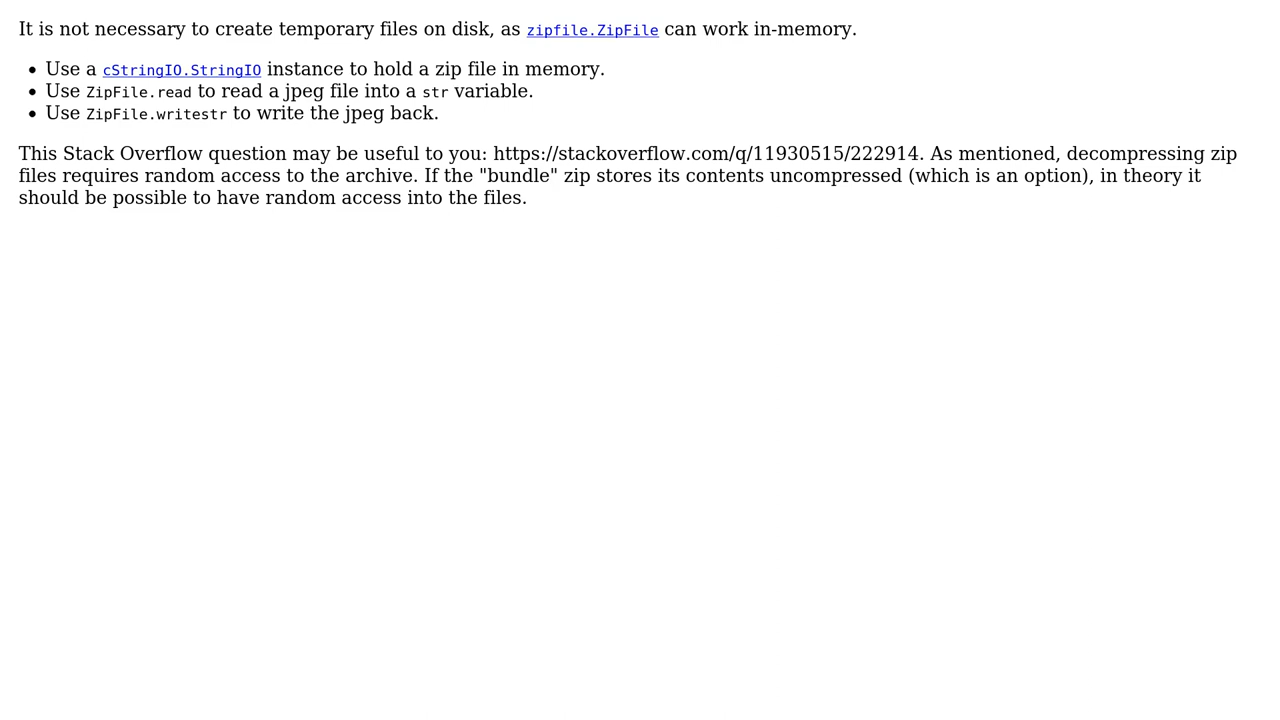 It is not necessary to create temporary files on disk, as zipfile.ZipFile can work in-memory.
• Use a cStringIO.StringIO instance to hold a zip file in memory.
• Use ZipFile.read to read a jpeg file into a str variable.
• Use ZipFile.writestr to write the jpeg back.
This Stack Overflow question may be useful to you: https://stackoverflow.com/q/11930515/222914. As mentioned, decompressing zip
files requires random access to the archive. If the "bundle" zip stores its contents uncompressed (which is an option), in theory it
should be possible to have random access into the files.